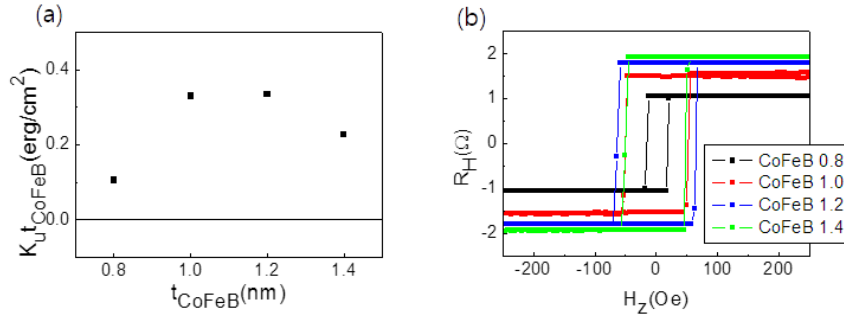 (a)
K_ut_CoFeB(erg/cm²)
0.4
0.2
0.0
0.8
1.0
1.2
1.4
t_CoFeB(nm)
(b)
R_H(Ω)
2
1
0
-1
-2
CoFeB 0.8
CoFeB 1.0
CoFeB 1.2
CoFeB 1.4
-200
-100
0
100
200
H_z(Oe)